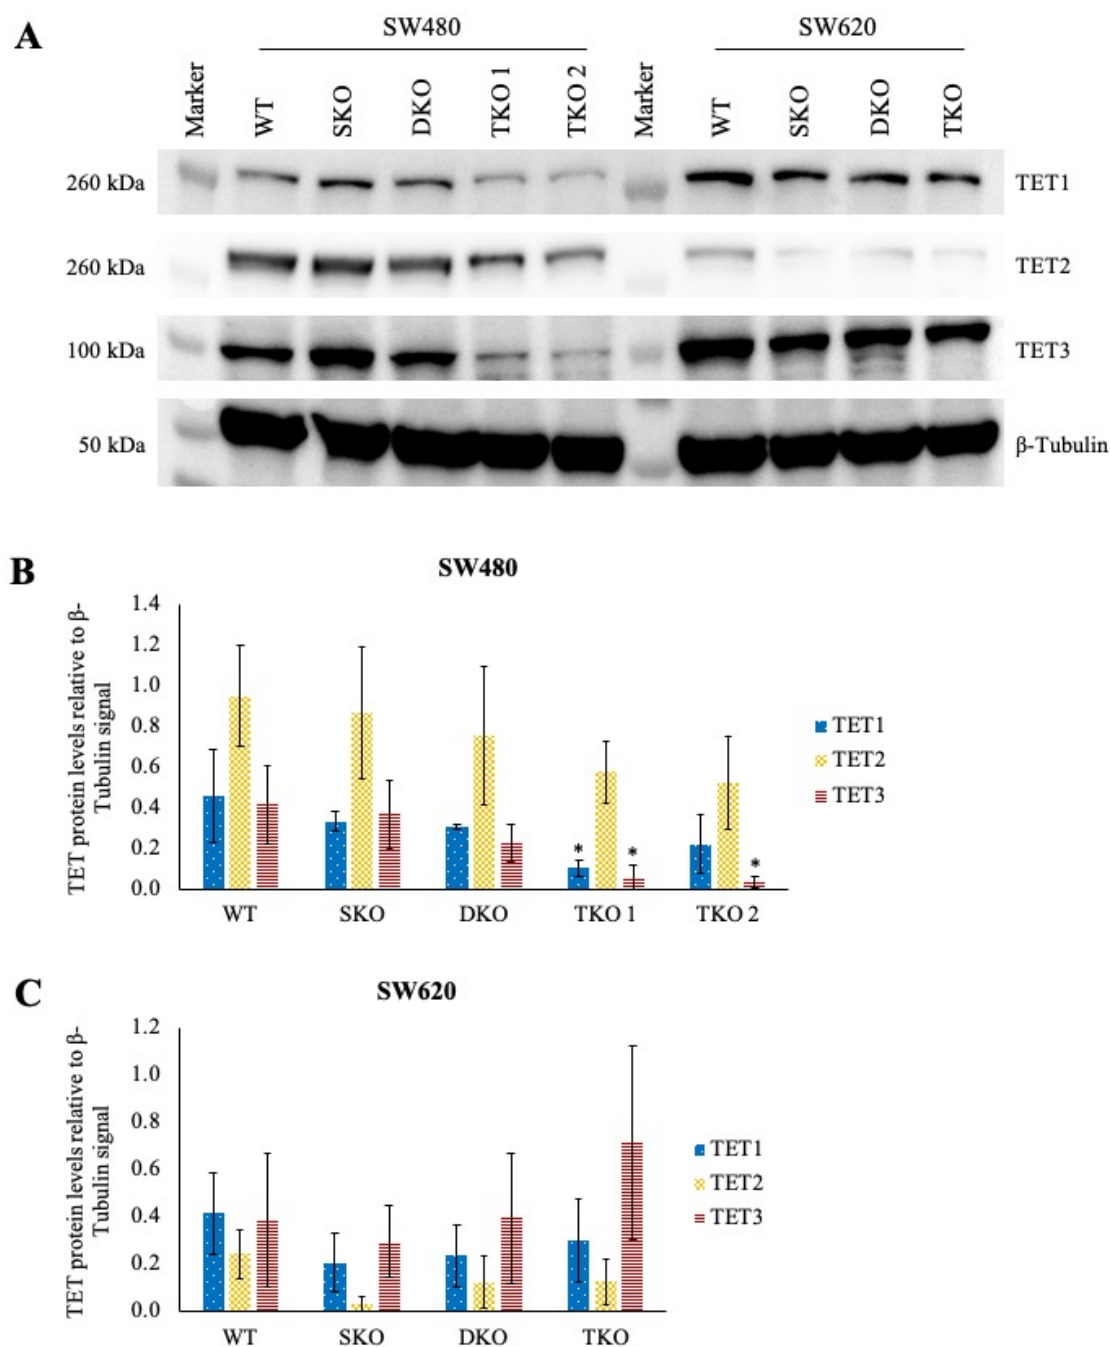 A
SW480
SW620
Marker
WT
SKO
DKO
TKO 1
TKO 2
Marker
WT
SKO
DKO
TKO
260 kDa
TET1
260 kDa
TET2
100 kDa
TET3
50 kDa
β-Tubulin
B
SW480
TET protein levels relative to β-
Tubulin signal
1.4
1.2
1.0
0.8
0.6
0.4
0.2
0.0
* * *
WT SKO DKO TKO 1 TKO 2
TET1
TET2
TET3
C
SW620
TET protein levels relative to β-
Tubulin signal
1.2
1.0
0.8
0.6
0.4
0.2
0.0
WT SKO DKO TKO
TET1
TET2
TET3